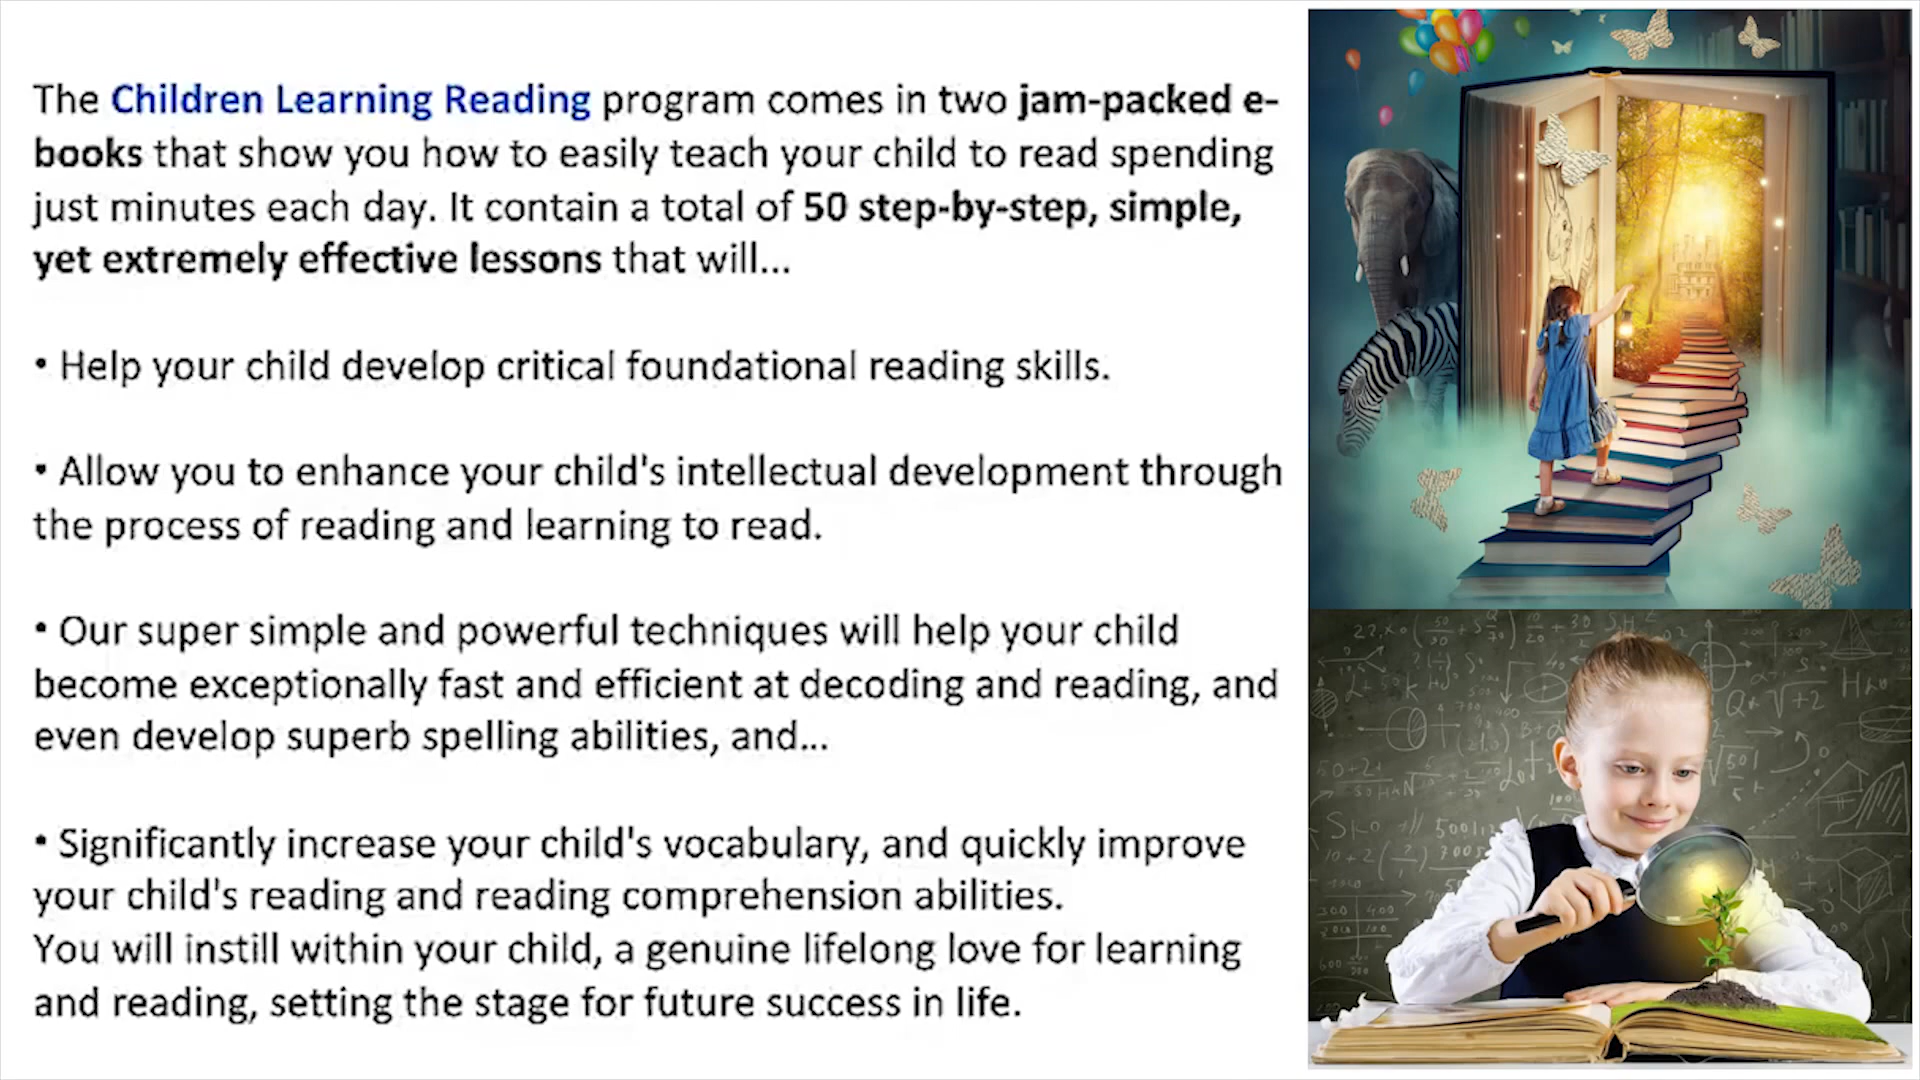 The Children Learning Reading program comes in two jam-packed e-
books that show you how to easily teach your child to read spending
just minutes each day. It contain a total of 50 step-by-step, simple,
yet extremely effective lessons that will...
• Help your child develop critical foundational reading skills.
• Allow you to enhance your child's intellectual development through
the process of reading and learning to read.
• Our super simple and powerful techniques will help your child
become exceptionally fast and efficient at decoding and reading, and
even develop superb spelling abilities, and...
• Significantly increase your child's vocabulary, and quickly improve
your child's reading and reading comprehension abilities.
You will instill within your child, a genuine lifelong love for learning
and reading, setting the stage for future success in life.